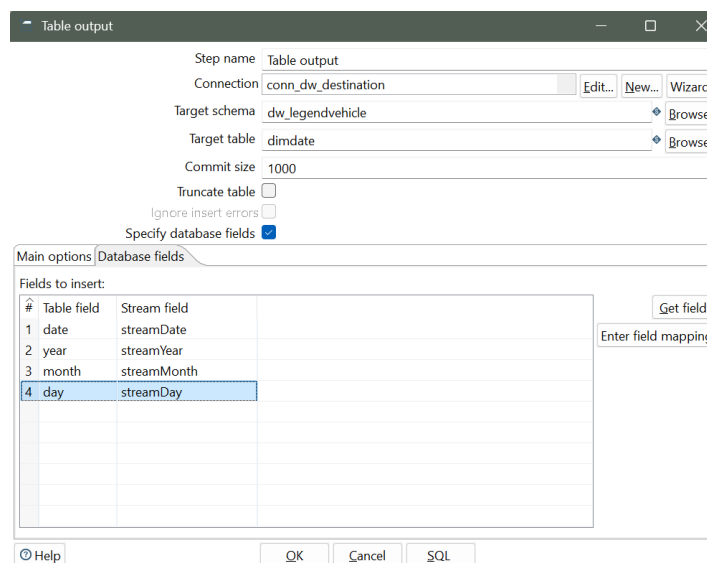 Table output
Step name Table output
Connection conn_dw_destination Edit... New... Wizard
Target schema dw_legendvehicle Browse
Target table dimdate Browse
Commit size 1000
Truncate table
Ignore insert errors
Specify database fields
Main options Database fields
Fields to insert:
# Table field Stream field
Get field
1 date streamDate
Enter field mapping
2 year streamYear
3 month streamMonth
4 day streamDay
Help OK Cancel SQL